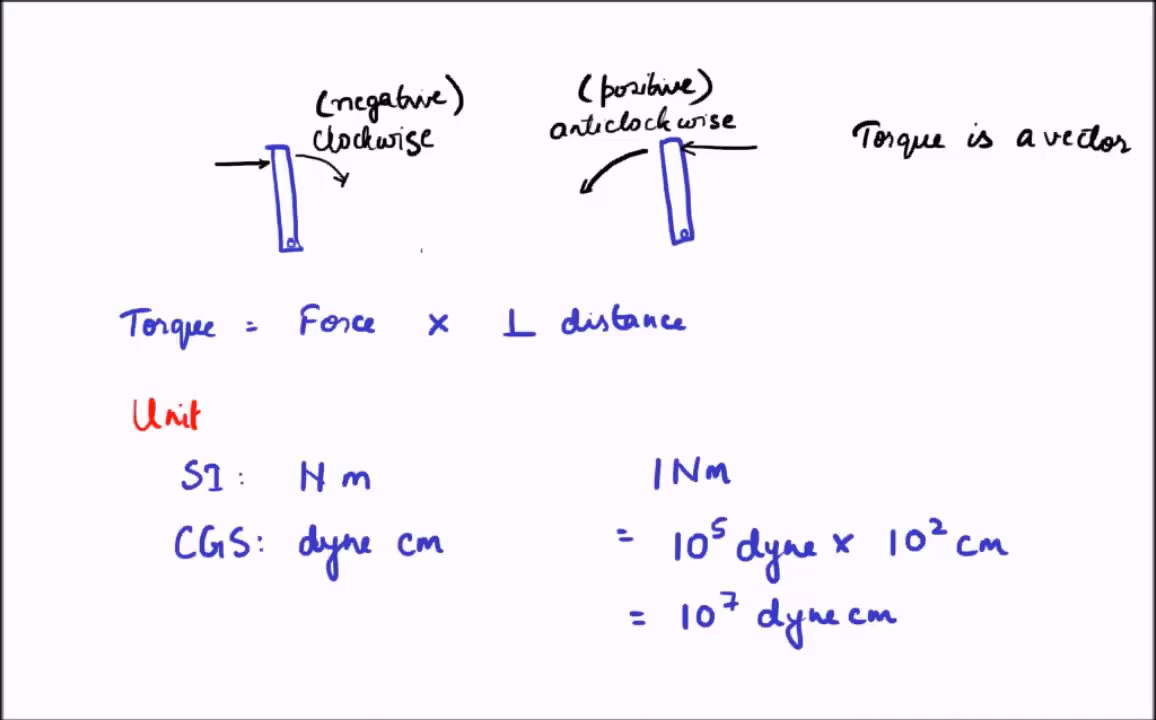 (negative)
clockwise
(positive)
anticlockwise
Torque is a vector
Torque = Force × ⊥ distance
Unit
SI: N m
CGS: dyne cm
1Nm
= 10⁵ dyne × 10² cm
= 10⁷ dyne cm